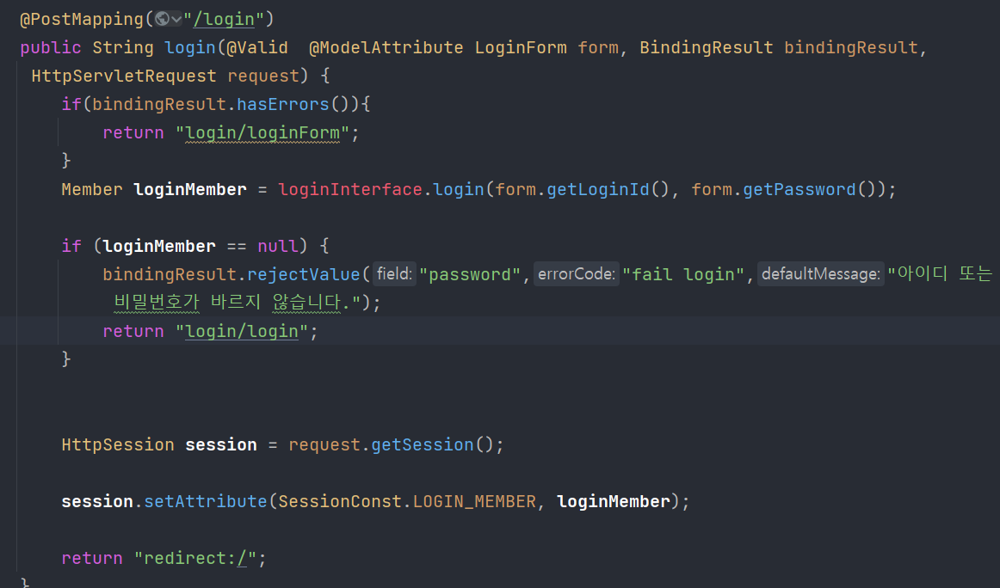 @PostMapping("/login")
public String login(@Valid  @ModelAttribute LoginForm form, BindingResult bindingResult,
HttpServletRequest request) {
if(bindingResult.hasErrors()){
return "login/loginForm";
}
Member loginMember = loginInterface.login(form.getLoginId(), form.getPassword());
if (loginMember == null) {
bindingResult.rejectValue( field: "password", errorCode: "fail login", defaultMessage: "아이디 또는
비밀번호가 바르지 않습니다.");
return "login/login";
}
HttpSession session = request.getSession();
session.setAttribute(SessionConst.LOGIN_MEMBER, loginMember);
return "redirect:/";
}